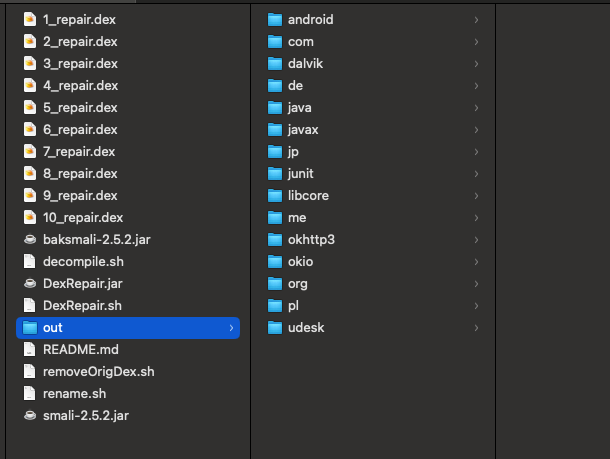 1_repair.dex
2_repair.dex
3_repair.dex
4_repair.dex
5_repair.dex
6_repair.dex
7_repair.dex
8_repair.dex
9_repair.dex
10_repair.dex
baksmali-2.5.2.jar
decompile.sh
DexRepair.jar
DexRepair.sh
out
README.md
removeOrigDex.sh
rename.sh
smali-2.5.2.jar
android
com
dalvik
de
java
javax
jp
junit
libcore
me
okhttp3
okio
org
pl
udesk